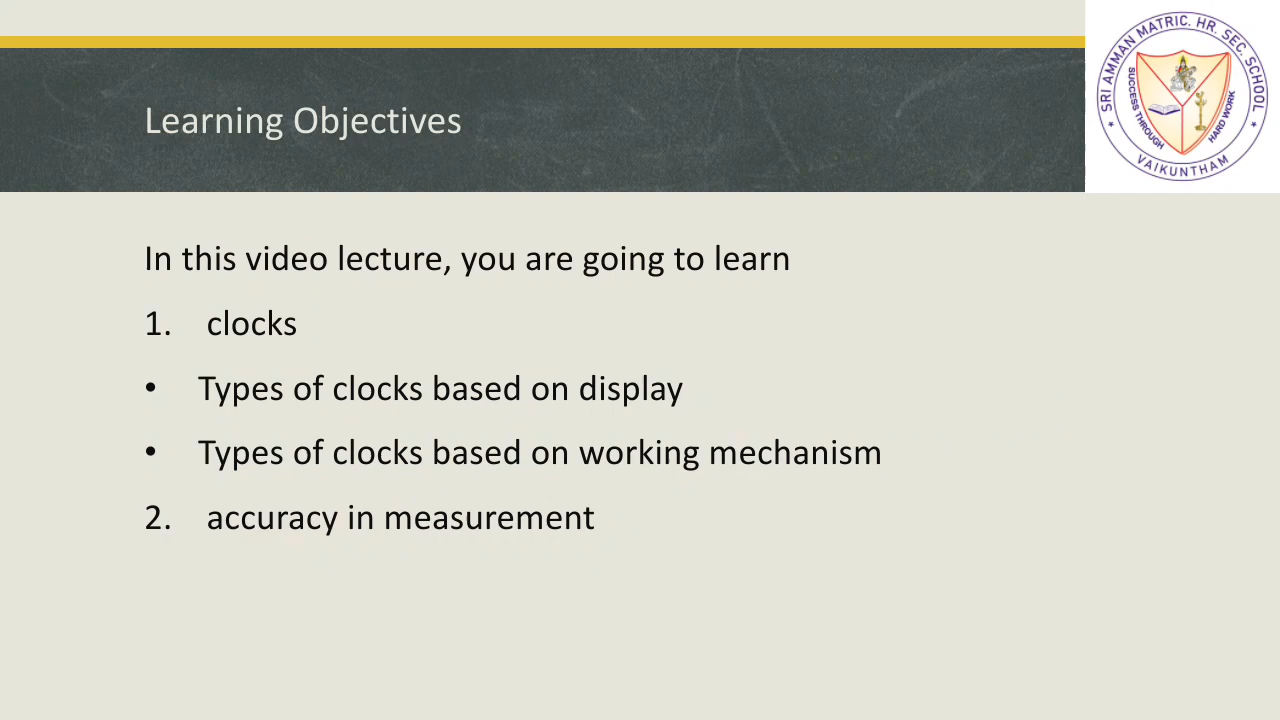 Learning Objectives
SRI AMMAN MATRIC. HR. SEC. SCHOOL
SUCCESS THROUGH
HARD WORK
★ VAIKUNTHAM ★
In this video lecture, you are going to learn
1. clocks
• Types of clocks based on display
• Types of clocks based on working mechanism
2. accuracy in measurement